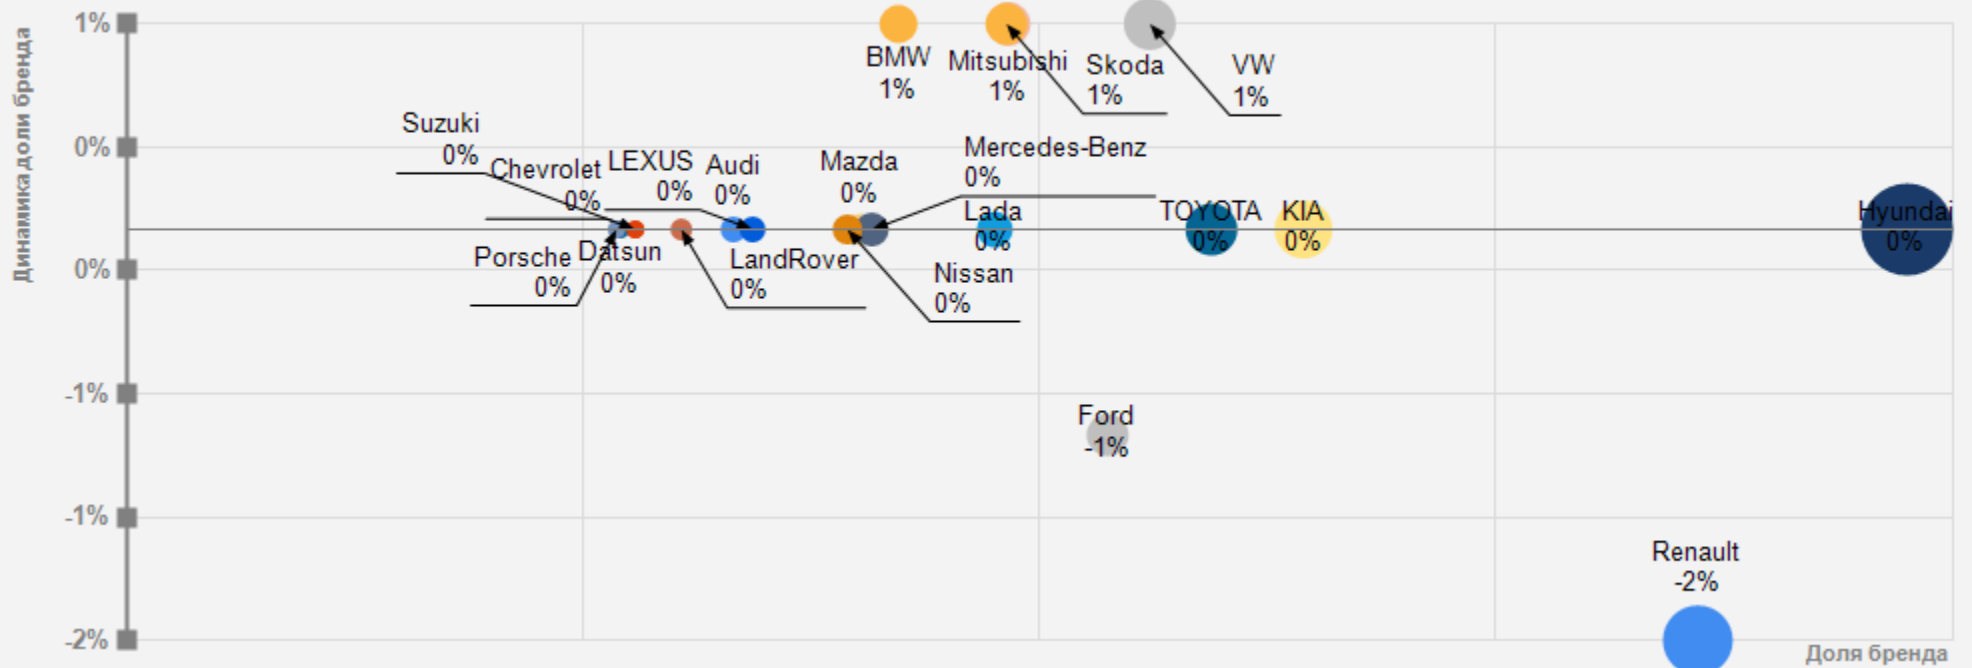 Динамика доли бренда
1%
0%
0%
-1%
-1%
-2%
BMW
1%
Mitsubishi
1%
Skoda
1%
VW
1%
Suzuki
0%
Chevrolet
0%
LEXUS
0%
Audi
0%
Mazda
0%
Mercedes-Benz
0%
Lada
0%
TOYOTA
0%
KIA
0%
Hyundai
0%
Porsche
0%
Datsun
0%
LandRover
0%
Nissan
0%
Ford
-1%
Renault
-2%
Доля бренда